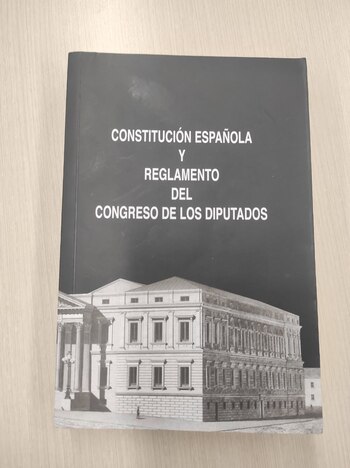 CONSTITUCIÓN ESPAÑOLA
Y
REGLAMENTO
DEL
CONGRESO DE LOS DIPUTADOS